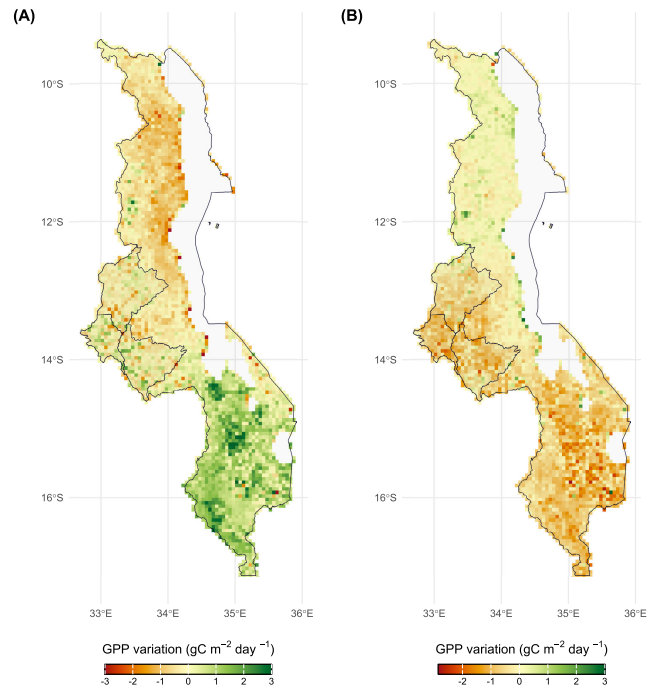 (A)
(B)
10°S
12°S
14°S
16°S
33°E 34°E 35°E 36°E
10°S
12°S
14°S
16°S
33°E 34°E 35°E 36°E
GPP variation (gC m⁻² day ⁻¹)
-3 -2 -1 0 1 2 3
GPP variation (gC m⁻² day ⁻¹)
-2 -1 0 1 2 3